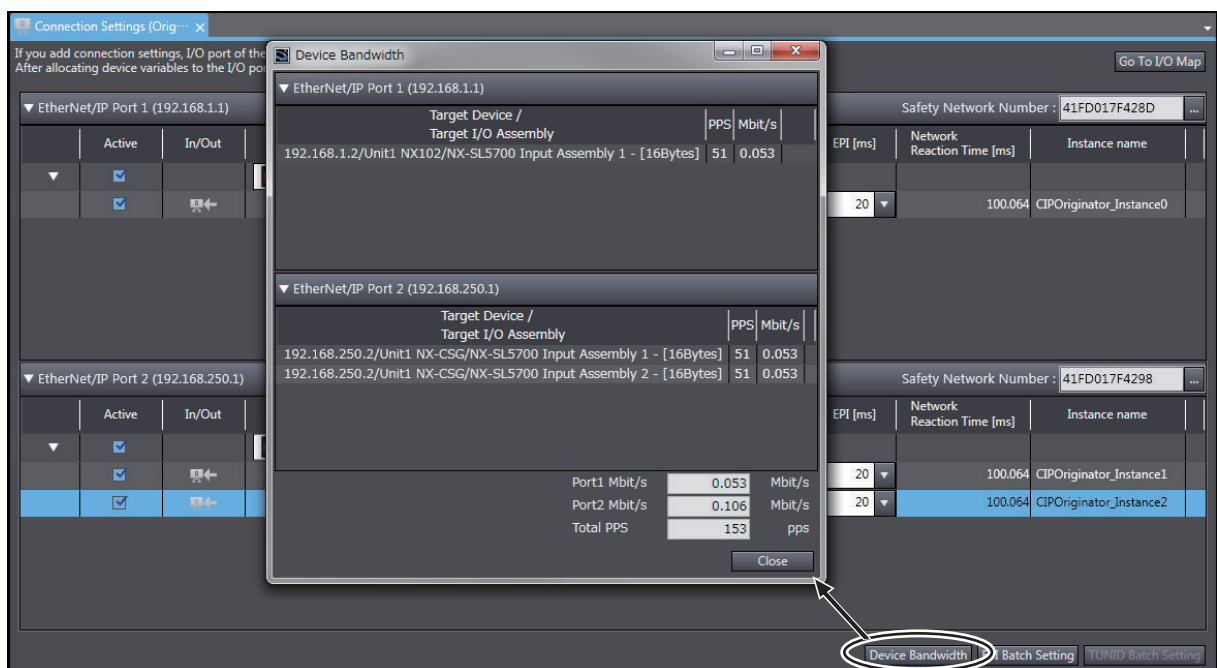 Connection Settings (Orig··· X
If you add connection settings, I/O port of the
After allocating device variables to the I/O po
Go To I/O Map
▼ EtherNet/IP Port 1 (192.168.1.1)
Safety Network Number : 41FD017F428D ...
Active In/Out EPI [ms] Network Reaction Time [ms] Instance name
20 100.064 CIPOriginator_Instance0
▼ EtherNet/IP Port 2 (192.168.250.1)
Safety Network Number : 41FD017F4298 ...
Active In/Out EPI [ms] Network Reaction Time [ms] Instance name
20 100.064 CIPOriginator_Instance1
20 100.064 CIPOriginator_Instance2
Device Bandwidth
▼ EtherNet/IP Port 1 (192.168.1.1)
Target Device /
Target I/O Assembly PPS Mbit/s
192.168.1.2/Unit1 NX102/NX-SL5700 Input Assembly 1 - [16Bytes] 51 0.053
▼ EtherNet/IP Port 2 (192.168.250.1)
Target Device /
Target I/O Assembly PPS Mbit/s
192.168.250.2/Unit1 NX-CSG/NX-SL5700 Input Assembly 1 - [16Bytes] 51 0.053
192.168.250.2/Unit1 NX-CSG/NX-SL5700 Input Assembly 2 - [16Bytes] 51 0.053
Port1 Mbit/s 0.053 Mbit/s
Port2 Mbit/s 0.106 Mbit/s
Total PPS 153 pps
Close
Device Bandwidth Batch Setting TUNID Batch Setting